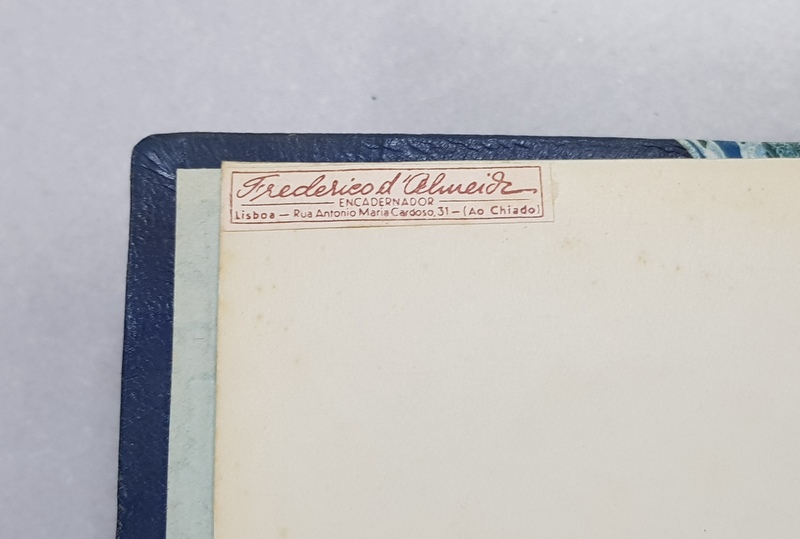 Frederico d'Almeida
ENCADERNADOR
Lisboa — Rua Antonio Maria Cardoso, 31 — (Ao Chiado)